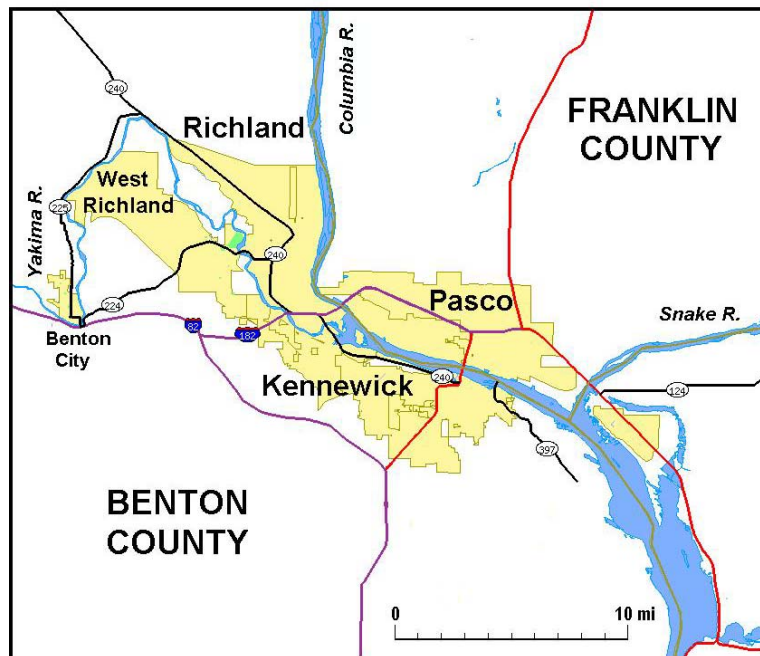 240
Richland
Columbia R.
FRANKLIN
COUNTY
West
Richland
225
Yakima R.
240
224
Pasco
Snake R.
82
182
Benton
City
Kennewick
240
124
397
BENTON
COUNTY
0
10 mi